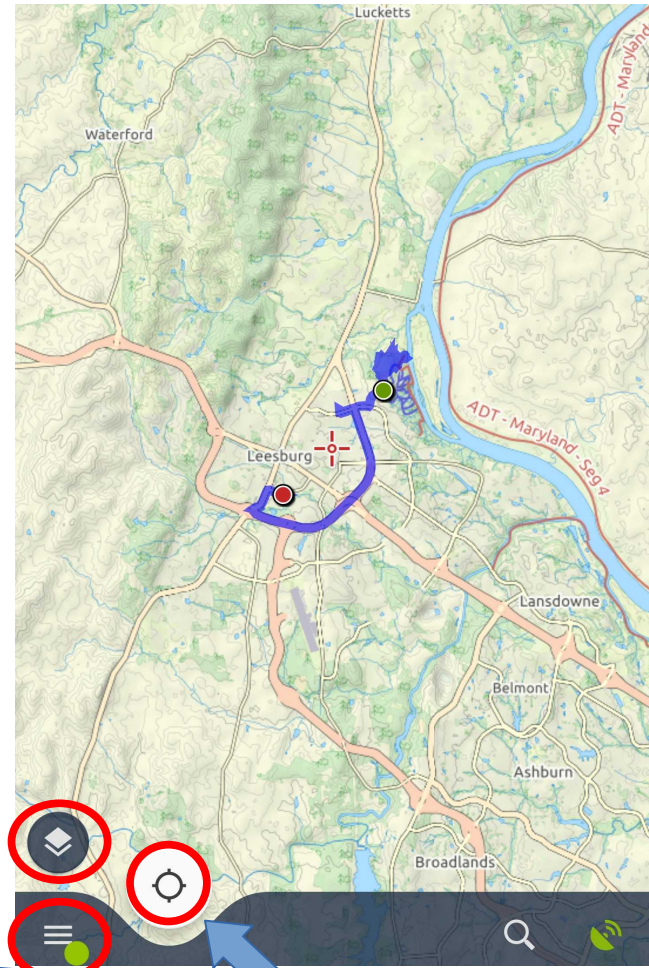 Lucketts
ADT - Maryland
Waterford
ADT - Maryland - Seg 4
Leesburg
Lansdowne
Belmont
Ashburn
Broadlands